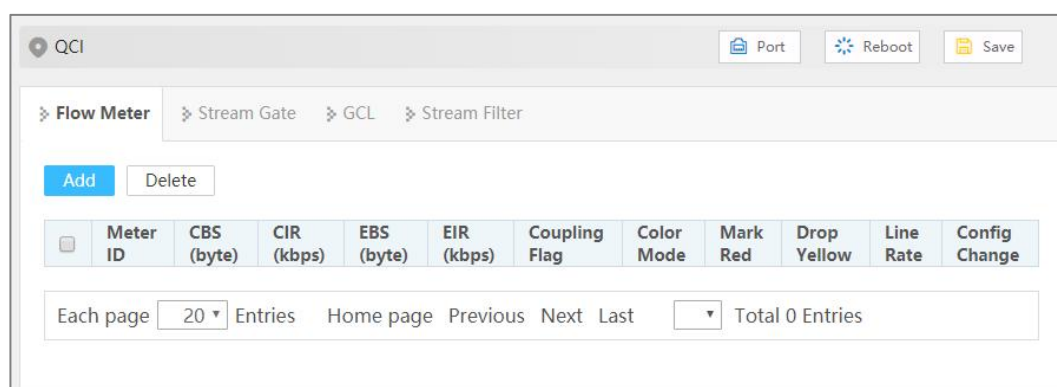 QCI Port Reboot Save
Flow Meter Stream Gate GCL Stream Filter
Add Delete
Meter ID CBS (byte) CIR (kbps) EBS (byte) EIR (kbps) Coupling Flag Color Mode Mark Red Drop Yellow Line Rate Config Change
Each page 20 Entries Home page Previous Next Last Total 0 Entries